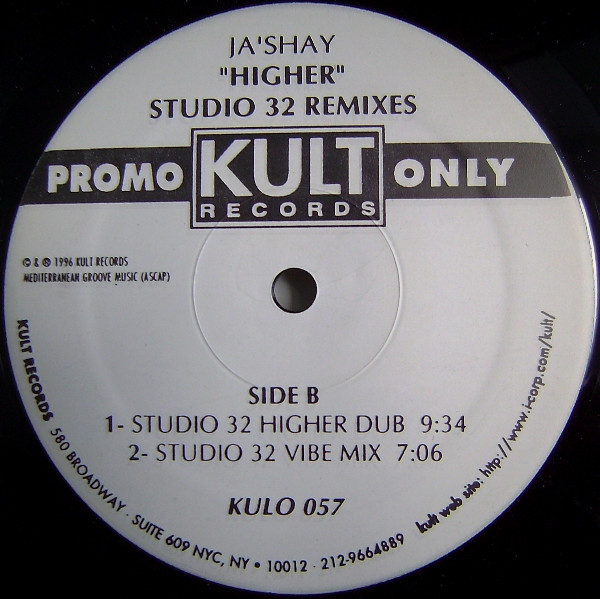 JA'SHAY
"HIGHER"
STUDIO 32 REMIXES
PROMO KULT ONLY
RECORDS
© & ℗ 1996 KULT RECORDS
MEDITERRANEAN GROOVE MUSIC (ASCAP)
SIDE B
1- STUDIO 32 HIGHER DUB 9:34
2- STUDIO 32 VIBE MIX 7:06
KULO 057
KULT RECORDS 580 BROADWAY · SUITE 609 NYC, NY • 10012 · 212-9664889 kult web site: http://www.i-corp.com/kult/